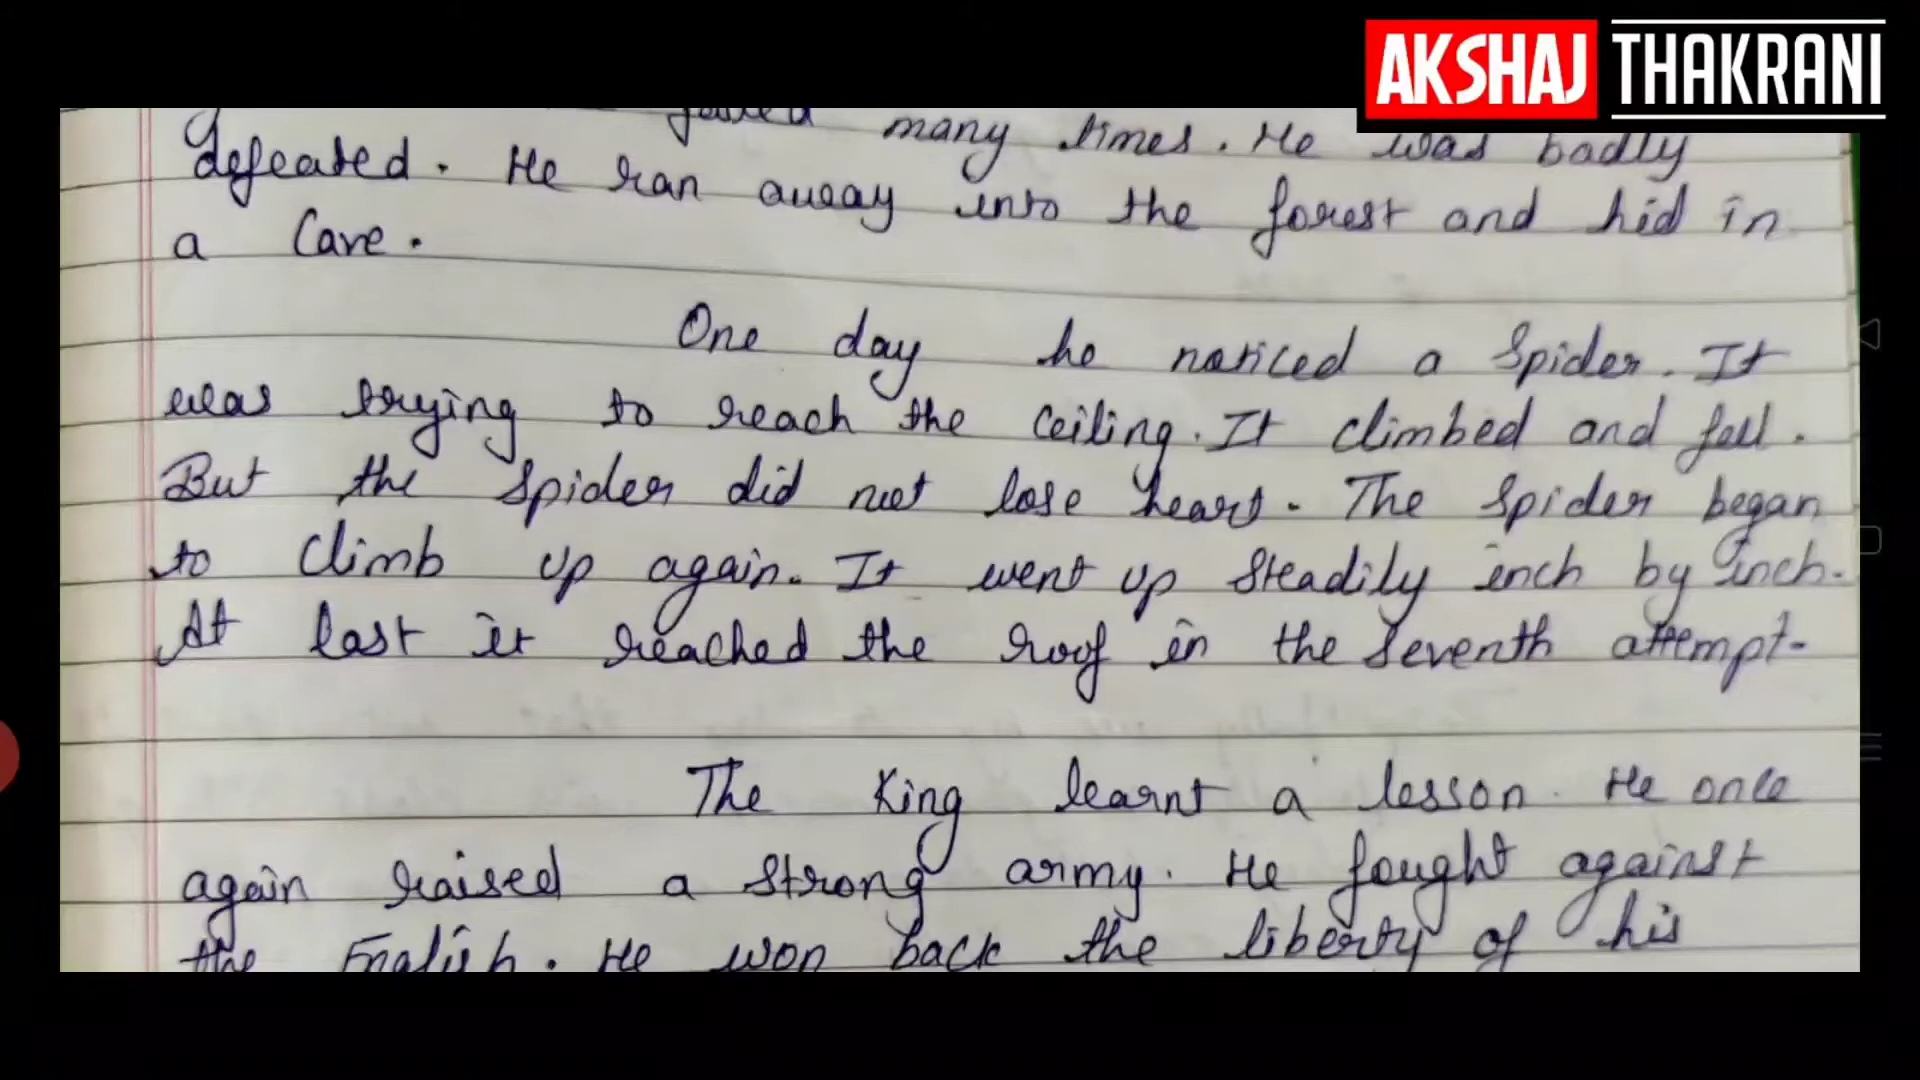 AKSHAJ THAKRANI
many times. He was badly
defeated. He ran away into the forest and hid in
a Cave.
One day he noticed a Spider. It
was trying to reach the Ceiling. It climbed and fell.
But the Spider did not lose heart. The Spider began
to Climb up again. It went up Steadily inch by inch.
At last it reached the roof in the Seventh attempt.
The King learnt a lesson. He once
again raised a Strong army. He fought against
the English. He won back the liberty of his